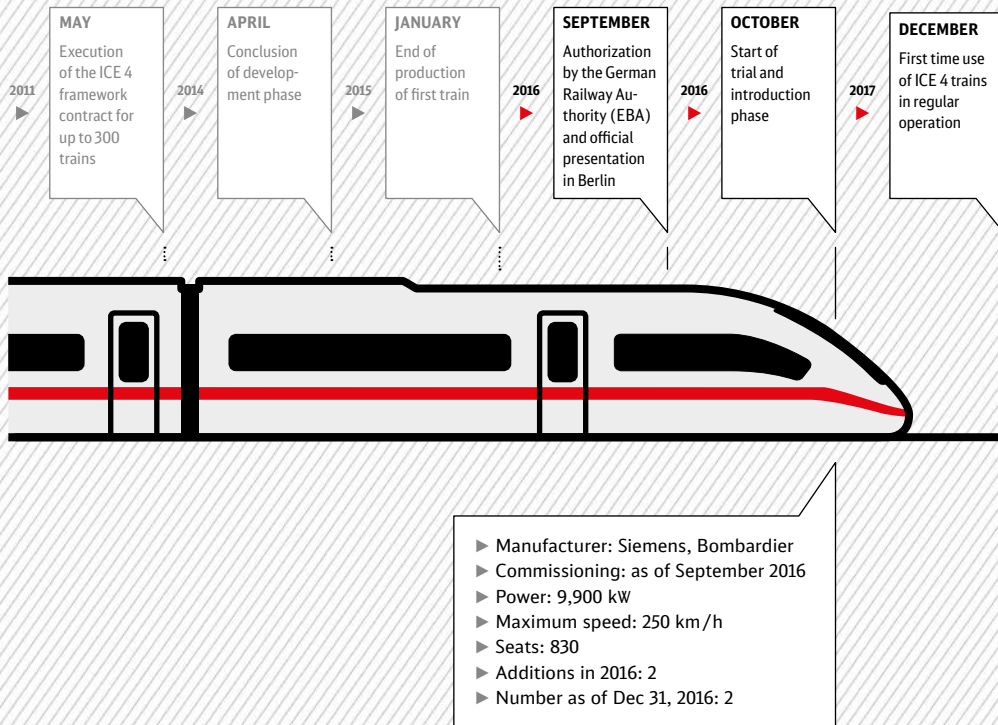 2011
MAY
Execution
of the ICE 4
framework
contract for
up to 300
trains
2014
APRIL
Conclusion
of develop-
ment phase
2015
JANUARY
End of
production
of first train
2016
SEPTEMBER
Authorization
by the German
Railway Au-
thority (EBA)
and official
presentation
in Berlin
2016
OCTOBER
Start of
trial and
introduction
phase
2017
DECEMBER
First time use
of ICE 4 trains
in regular
operation
Manufacturer: Siemens, Bombardier
Commissioning: as of September 2016
Power: 9,900 kW
Maximum speed: 250 km/h
Seats: 830
Additions in 2016: 2
Number as of Dec 31, 2016: 2